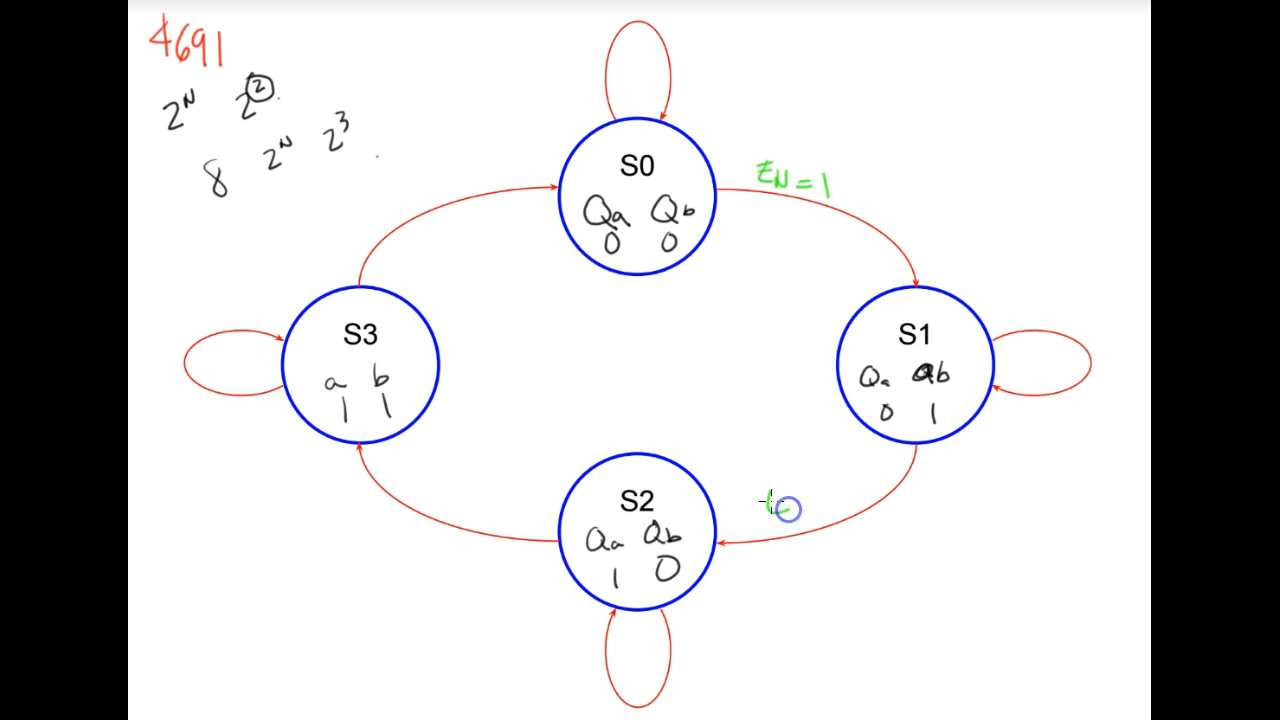 4691
2^N 2^2
8 2^N 2^3
S0
Qa Qb
0 0
EN=1
S3
a b
1 1
S1
Qa Qb
0 1
S2
Qa Qb
1 0